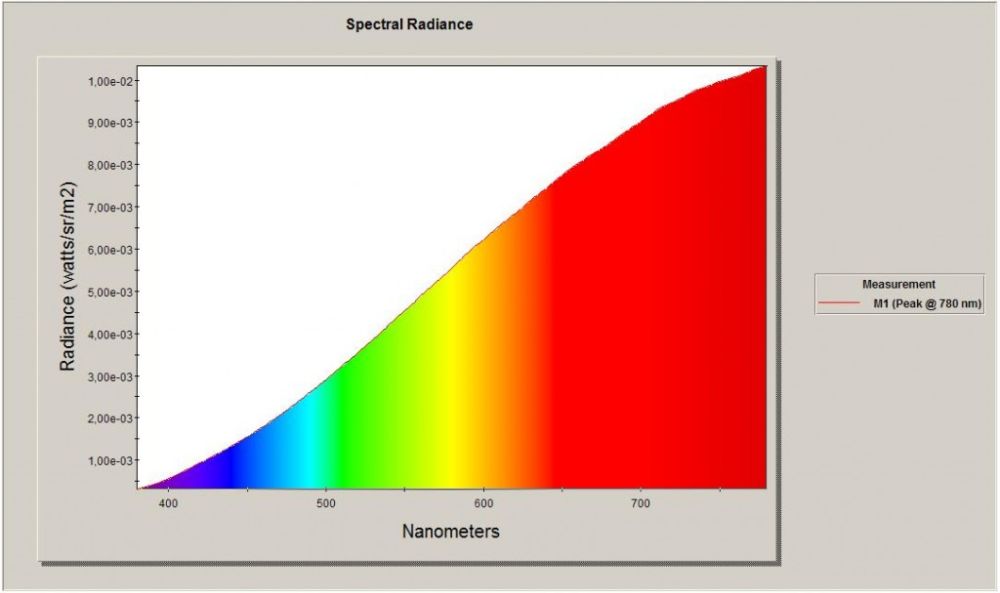 Spectral Radiance
1,00e-02
9,00e-03
8,00e-03
7,00e-03
6,00e-03
5,00e-03
4,00e-03
3,00e-03
2,00e-03
1,00e-03
Radiance (watts/sr/m2)
400 500 600 700
Nanometers
Measurement
M1 (Peak @ 780 nm)